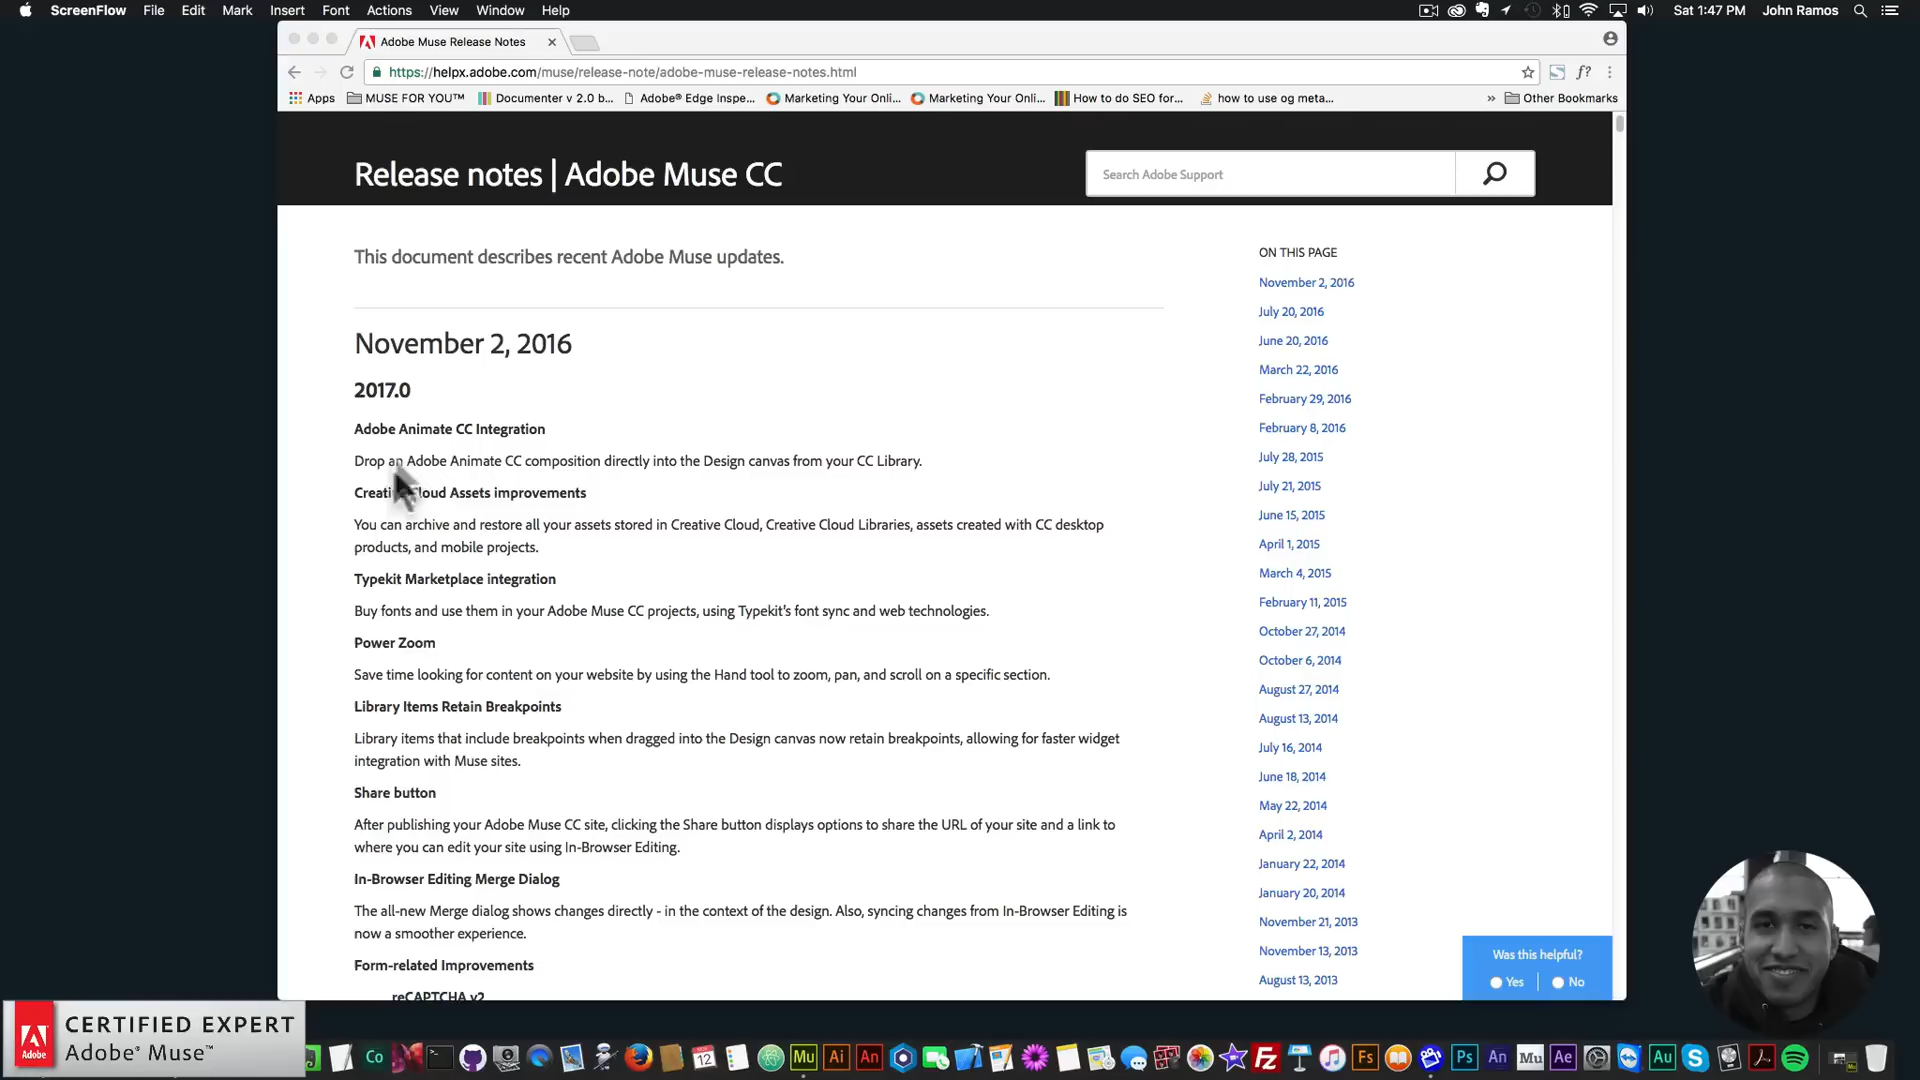 ScreenFlow File Edit Mark Insert Font Actions View Window Help Sat 1:47 PM John Ramos
Adobe Muse Release Notes
https://helpx.adobe.com/muse/release-note/adobe-muse-release-notes.html
Apps MUSE FOR YOU™ Documenter v 2.0 b... Adobe® Edge Inspe... Marketing Your Onli... Marketing Your Onli... How to do SEO for... how to use og meta... » Other Bookmarks
Release notes | Adobe Muse CC
Search Adobe Support
This document describes recent Adobe Muse updates.
November 2, 2016
2017.0
Adobe Animate CC Integration
Drop an Adobe Animate CC composition directly into the Design canvas from your CC Library.
Creative Cloud Assets improvements
You can archive and restore all your assets stored in Creative Cloud, Creative Cloud Libraries, assets created with CC desktop
products, and mobile projects.
Typekit Marketplace integration
Buy fonts and use them in your Adobe Muse CC projects, using Typekit's font sync and web technologies.
Power Zoom
Save time looking for content on your website by using the Hand tool to zoom, pan, and scroll on a specific section.
Library Items Retain Breakpoints
Library items that include breakpoints when dragged into the Design canvas now retain breakpoints, allowing for faster widget
integration with Muse sites.
Share button
After publishing your Adobe Muse CC site, clicking the Share button displays options to share the URL of your site and a link to
where you can edit your site using In-Browser Editing.
In-Browser Editing Merge Dialog
The all-new Merge dialog shows changes directly - in the context of the design. Also, syncing changes from In-Browser Editing is
now a smoother experience.
Form-related Improvements
reCAPTCHA v2
ON THIS PAGE
November 2, 2016
July 20, 2016
June 20, 2016
March 22, 2016
February 29, 2016
February 8, 2016
July 28, 2015
July 21, 2015
June 15, 2015
April 1, 2015
March 4, 2015
February 11, 2015
October 27, 2014
October 6, 2014
August 27, 2014
August 13, 2014
July 16, 2014
June 18, 2014
May 22, 2014
April 2, 2014
January 22, 2014
January 20, 2014
November 21, 2013
November 13, 2013
August 13, 2013
Was this helpful?
Yes No
CERTIFIED EXPERT
Adobe® Muse™
Adobe
Co 12 Mu Ai An Fz Fs Ps An Mu Ae Au